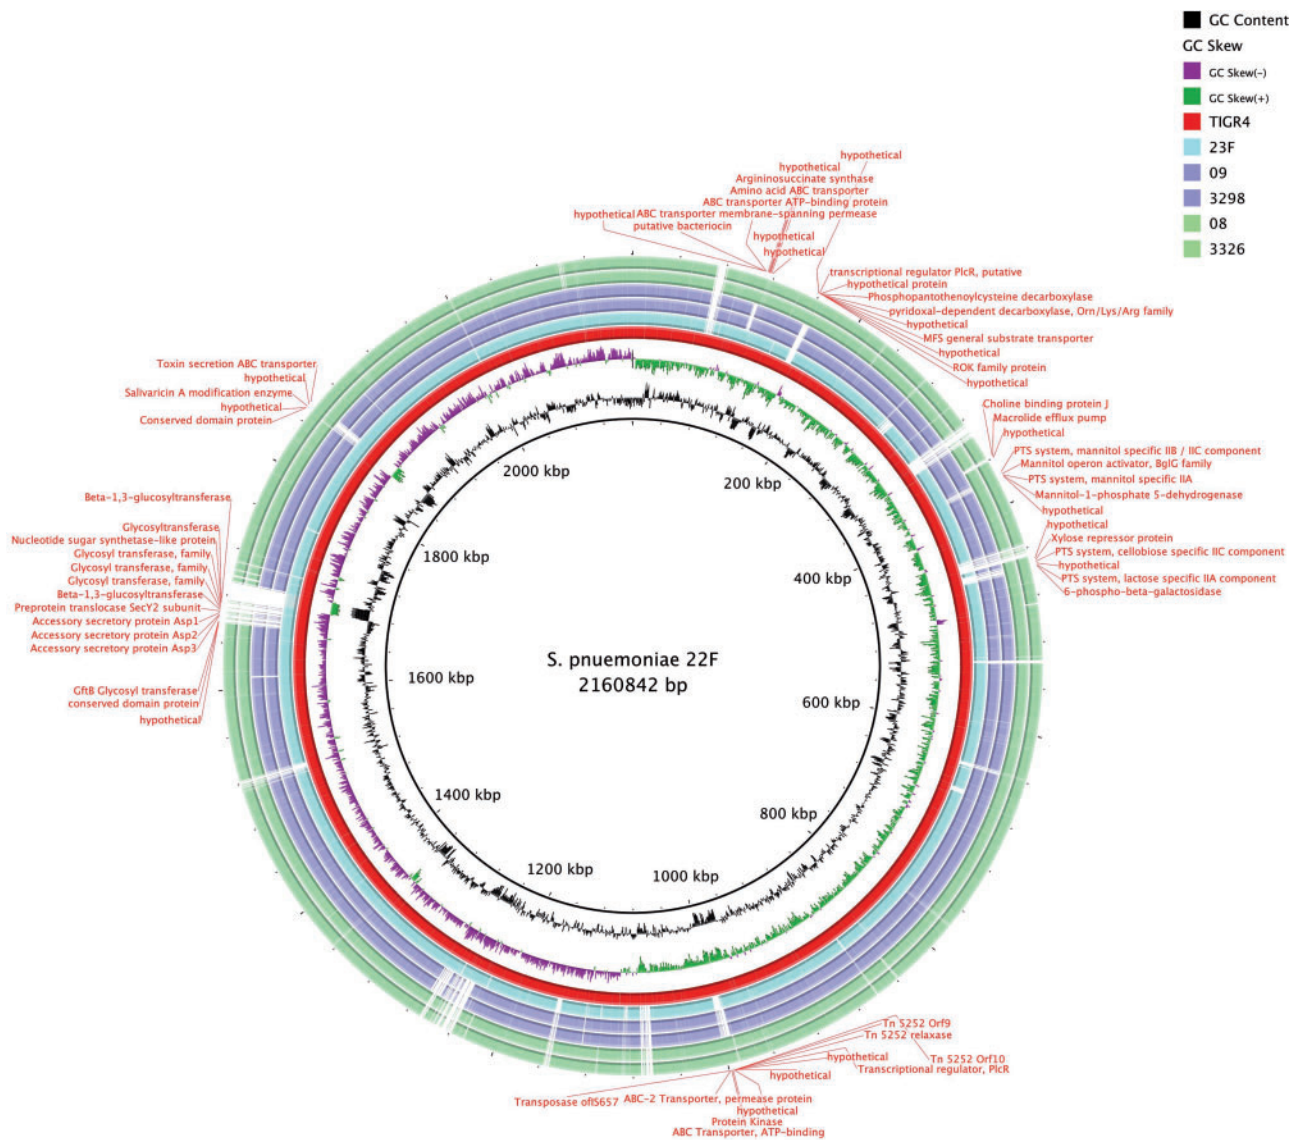 GC Content
GC Skew
GC Skew(-)
GC Skew(+)
TIGR4
23F
09
3298
08
3326
hypothetical
hypothetical
Argininosuccinate synthase
Amino acid ABC transporter
ABC transporter ATP-binding protein
hypothetical
ABC transporter membrane-spanning permease
putative bacteriocin
hypothetical
hypothetical
transcriptional regulator PlcR, putative
hypothetical protein
Phosphopantothenoylcysteine decarboxylase
pyridoxal-dependent decarboxylase, Orn/Lys/Arg family
hypothetical
MFS general substrate transporter
hypothetical
ROK family protein
hypothetical
Choline binding protein J
Macrolide efflux pump
hypothetical
PTS system, mannitol specific IIB / IIC component
Mannitol operon activator, BglG family
PTS system, mannitol specific IIA
Mannitol-1-phosphate 5-dehydrogenase
hypothetical
hypothetical
Xylose repressor protein
PTS system, cellobiose specific IIC component
hypothetical
PTS system, lactose specific IIA component
6-phospho-beta-galactosidase
Toxin secretion ABC transporter
hypothetical
Salivaricin A modification enzyme
hypothetical
Conserved domain protein
Beta-1,3-glucosyltransferase
Glycosyltransferase
Nucleotide sugar synthetase-like protein
Glycosyl transferase, family
Glycosyl transferase, family
Glycosyl transferase, family
Beta-1,3-glucosyltransferase
Preprotein translocase SecY2 subunit
Accessory secretory protein Asp1
Accessory secretory protein Asp2
Accessory secretory protein Asp3
GftB Glycosyl transferase
conserved domain protein
hypothetical
2000 kbp
200 kbp
1800 kbp
400 kbp
S. pnuemoniae 22F
2160842 bp
1600 kbp
600 kbp
1400 kbp
800 kbp
1200 kbp
1000 kbp
Tn 5252 Orf9
Tn 5252 relaxase
Tn 5252 Orf10
hypothetical
Transcriptional regulator, PlcR
hypothetical
Transposase ofIS657
ABC-2 Transporter, permease protein
hypothetical
Protein Kinase
ABC Transporter, ATP-binding